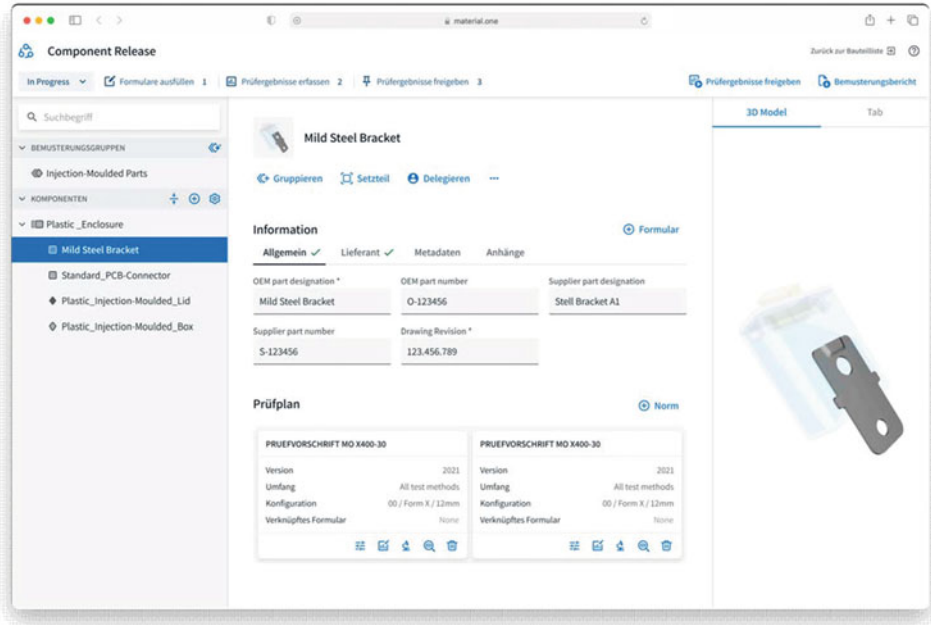 material.one
Component Release
Zurück zur Bauteilliste
In Progress
Formulare ausfüllen 1
Prüfergebnisse erfassen 2
Prüfergebnisse freigeben 3
Prüfergebnisse freigeben
Bemusterungsbericht
Suchbegriff
BEMUSTERUNGSGRUPPEN
Injection-Moulded Parts
KOMPONENTEN
Plastic _Enclosure
Mild Steel Bracket
Standard_PCB-Connector
Plastic_Injection-Moulded_Lid
Plastic_Injection-Moulded_Box
Mild Steel Bracket
Gruppieren Setzteil Delegieren ...
Information
Formular
Allgemein Lieferant Metadaten Anhänge
OEM part designation * OEM part number Supplier part designation
Mild Steel Bracket O-123456 Stell Bracket A1
Supplier part number Drawing Revision *
S-123456 123.456.789
Prüfplan
Norm
PRUEFVORSCHRIFT MO X400-30
Version 2021
Umfang All test methods
Konfiguration 00 / Form X / 12mm
Verknüpftes Formular None
PRUEFVORSCHRIFT MO X400-30
Version 2021
Umfang All test methods
Konfiguration 00 / Form X / 12mm
Verknüpftes Formular None
3D Model Tab